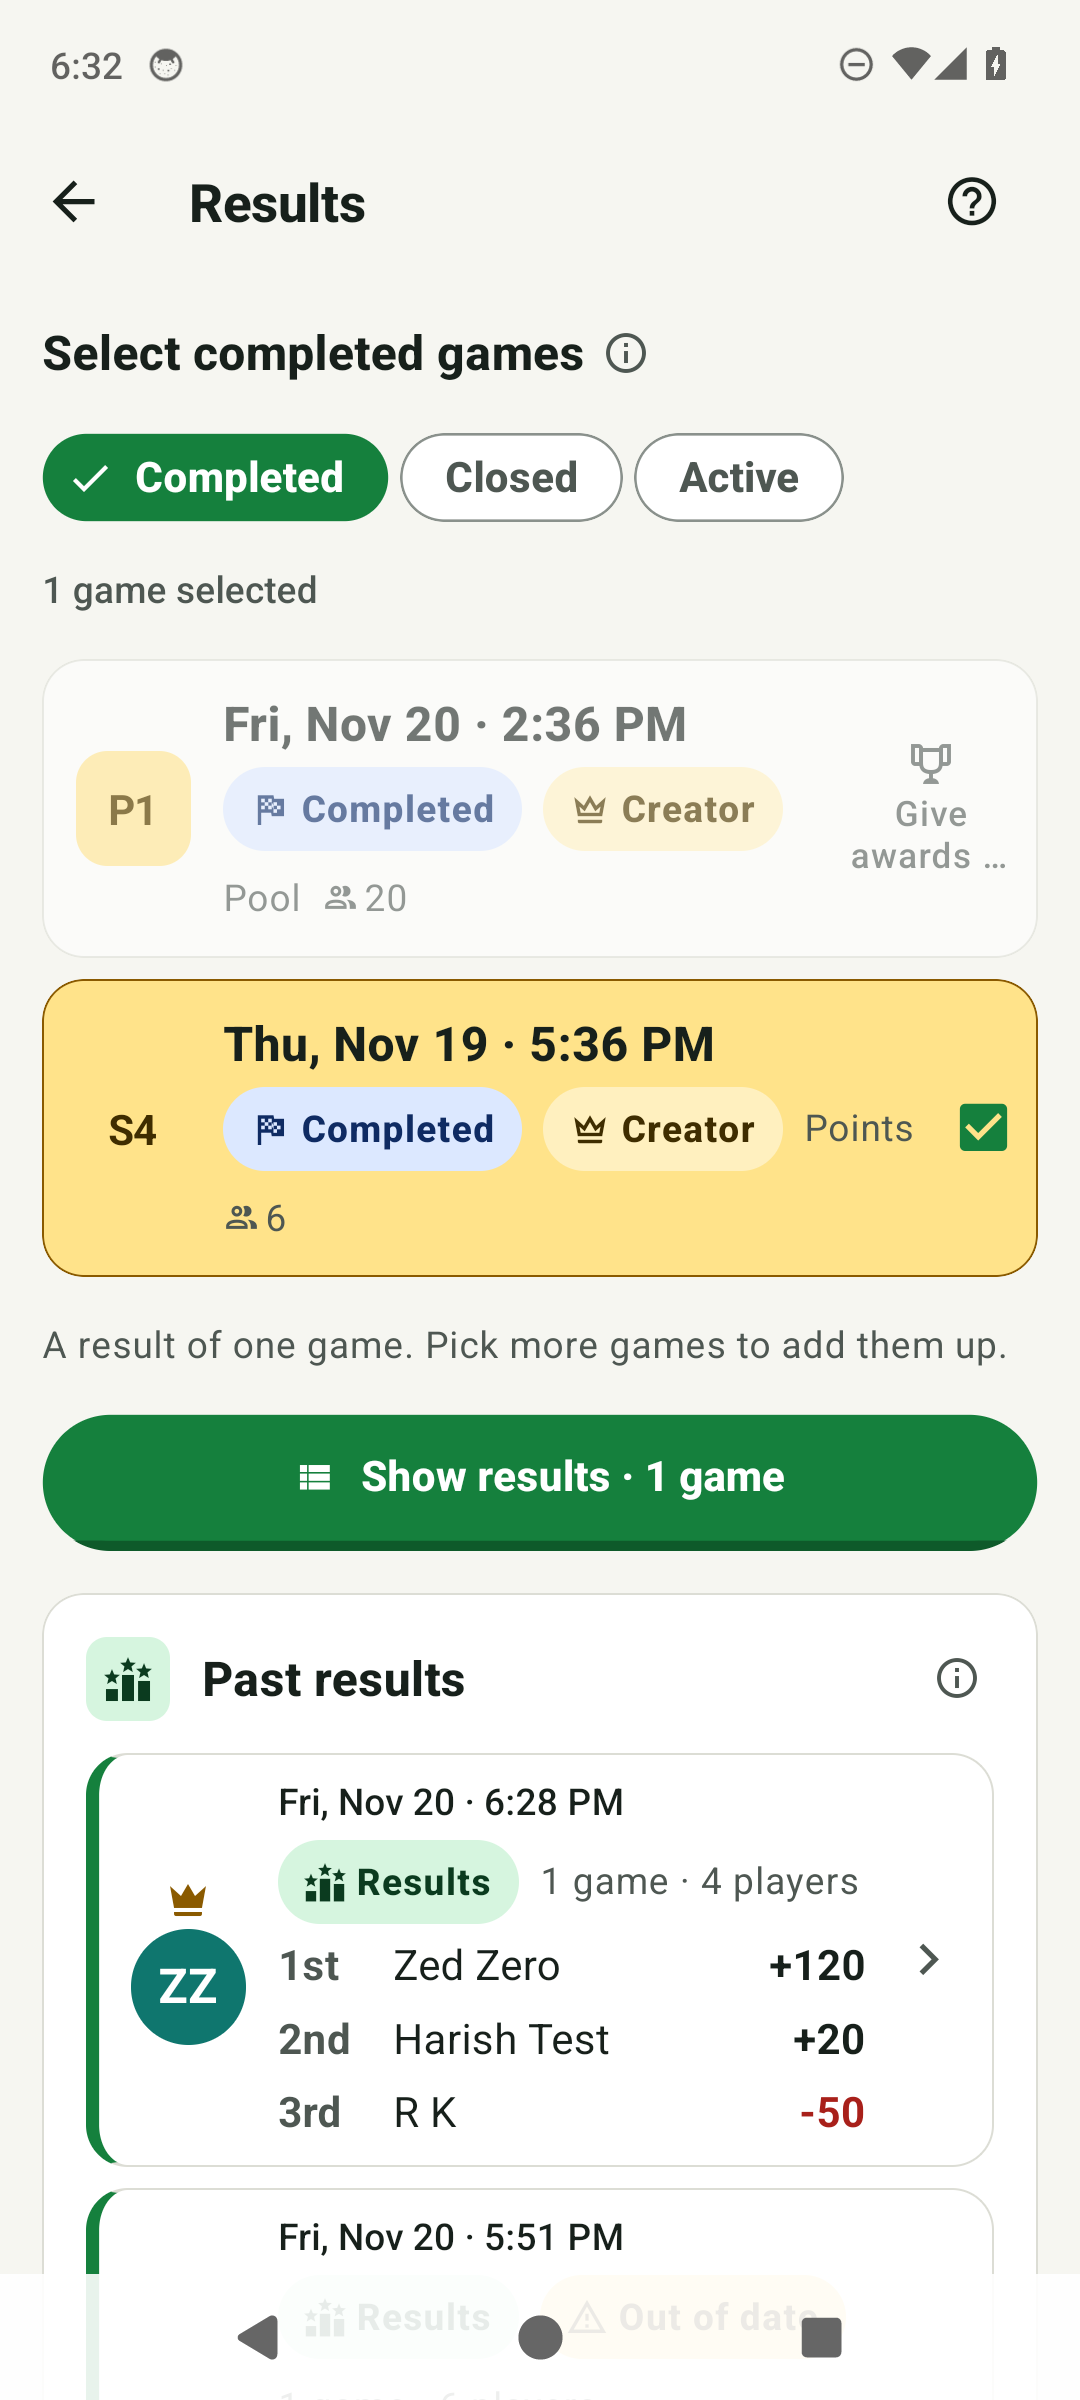 6:32
Results
Select completed games
Completed
Closed
Active
1 game selected
Fri, Nov 20 · 2:36 PM
P1
Completed
Creator
Give
awards ...
Pool
20
Thu, Nov 19 · 5:36 PM
S4
Completed
Creator
Points
6
A result of one game. Pick more games to add them up.
Show results · 1 game
Past results
Fri, Nov 20 · 6:28 PM
Results
1 game · 4 players
ZZ
1st Zed Zero +120
2nd Harish Test +20
3rd R K -50
Fri, Nov 20 · 5:51 PM
Results
Out of date